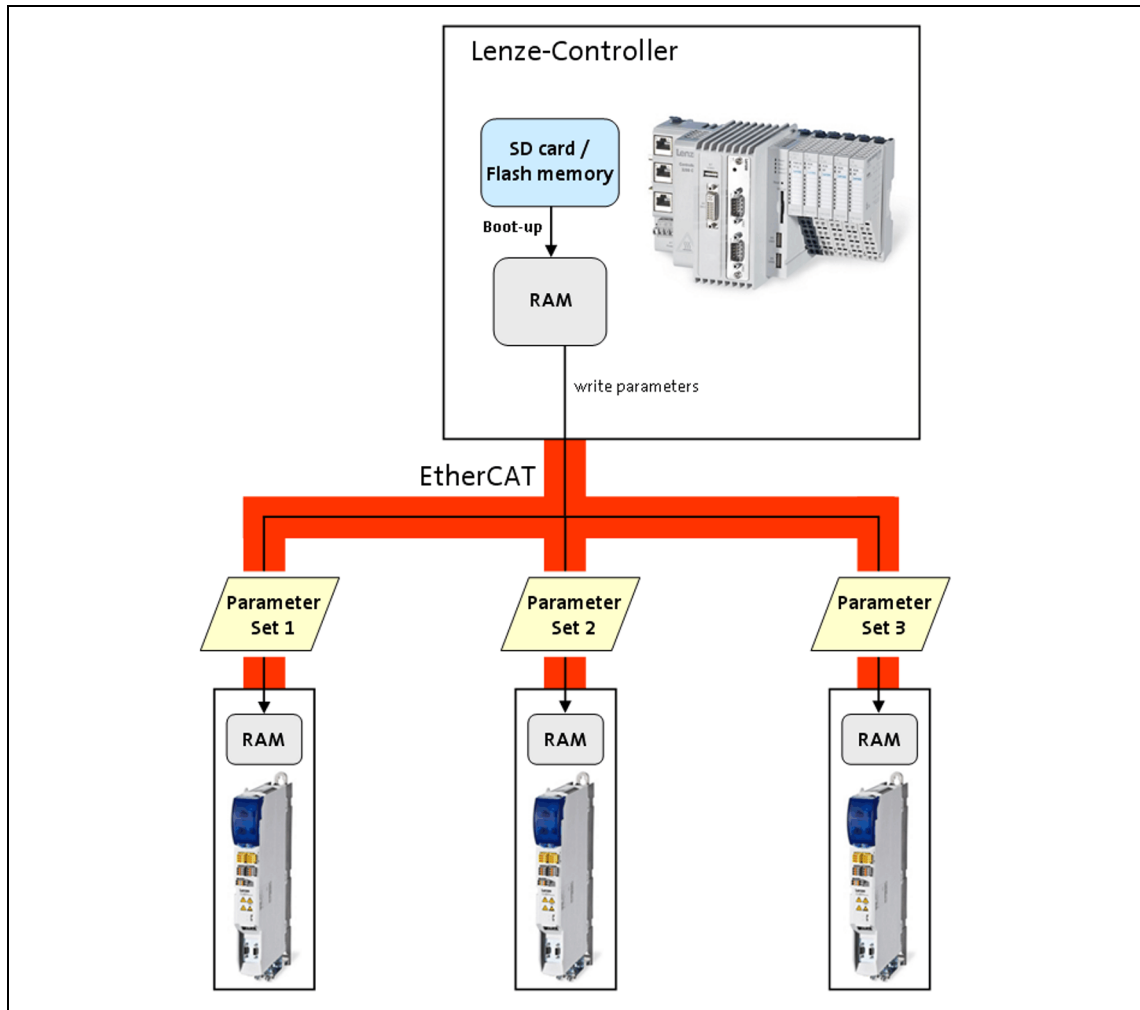 Lenze-Controller
SD card /
Flash memory
Boot-up
RAM
write parameters
EtherCAT
Parameter
Set 1
Parameter
Set 2
Parameter
Set 3
RAM
RAM
RAM